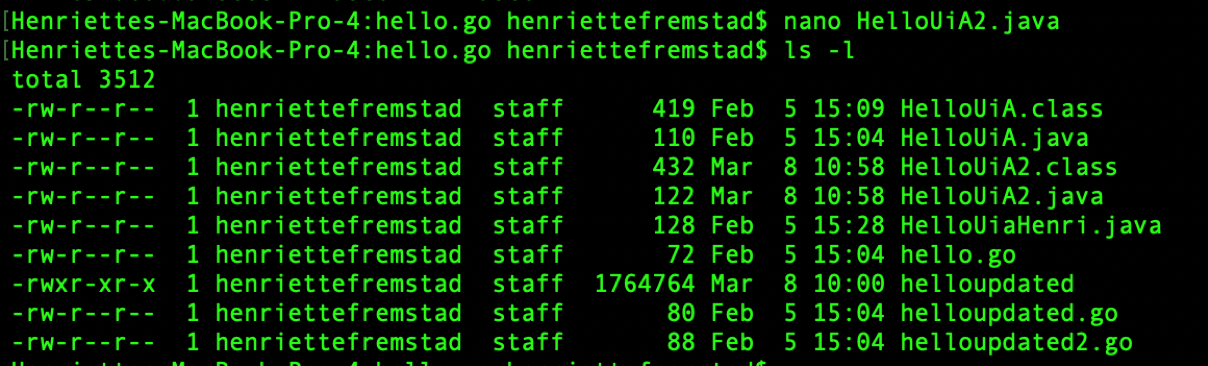 [Henriettes-MacBook-Pro-4:hello.go henriettefremstad$ nano HelloUiA2.java
[Henriettes-MacBook-Pro-4:hello.go henriettefremstad$ ls -l
total 3512
-rw-r--r--  1 henriettefremstad  staff      419 Feb  5 15:09 HelloUiA.class
-rw-r--r--  1 henriettefremstad  staff      110 Feb  5 15:04 HelloUiA.java
-rw-r--r--  1 henriettefremstad  staff      432 Mar  8 10:58 HelloUiA2.class
-rw-r--r--  1 henriettefremstad  staff      122 Mar  8 10:58 HelloUiA2.java
-rw-r--r--  1 henriettefremstad  staff      128 Feb  5 15:28 HelloUiaHenri.java
-rw-r--r--  1 henriettefremstad  staff       72 Feb  5 15:04 hello.go
-rwxr-xr-x  1 henriettefremstad  staff  1764764 Mar  8 10:00 helloupdated
-rw-r--r--  1 henriettefremstad  staff       80 Feb  5 15:04 helloupdated.go
-rw-r--r--  1 henriettefremstad  staff       88 Feb  5 15:04 helloupdated2.go